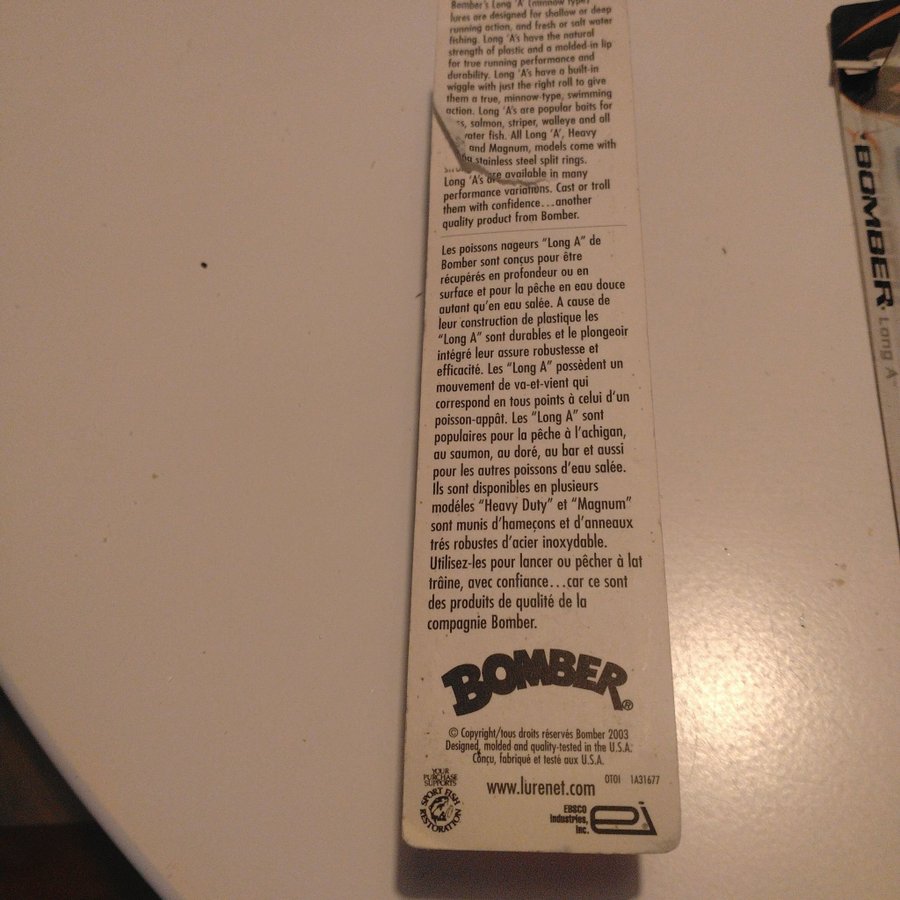 Bomber's Long 'A' (minnow type)
lures are designed for shallow or deep
running action, and fresh or salt water
fishing. Long 'A's have the natural
strength of plastic and a molded-in lip
for true running performance and
durability. Long 'A's have a built-in
wiggle with just the right roll to give
them a true, minnow-type, swimming
action. Long 'A's are popular baits for
salmon, striper, walleye and all
water fish. All Long 'A', Heavy
and Magnum, models come with
stainless steel split rings.
Long 'A's are available in many
performance variations. Cast or troll
them with confidence...another
quality product from Bomber.
Les poissons nageurs "Long A" de
Bomber sont conçus pour être
récupérés en profondeur ou en
surface et pour la pêche en eau douce
autant qu'en eau salée. A cause de
leur construction de plastique les
"Long A" sont durables et le plongeoir
intégré leur assure robustesse et
efficacité. Les "Long A" possèdent un
mouvement de va-et-vient qui
correspond en tous points à celui d'un
poisson-appât. Les "Long A" sont
populaires pour la pêche à l'achigan,
au saumon, au doré, au bar et aussi
pour les autres poissons d'eau salée.
Ils sont disponibles en plusieurs
modéles "Heavy Duty" et "Magnum"
sont munis d'hameçons et d'anneaux
trés robustes d'acier inoxydable.
Utilisez-les pour lancer ou pêcher à lat
trâine, avec confiance...car ce sont
des produits de qualité de la
compagnie Bomber.
BOMBER®
© Copyright/tous droits réservés Bomber 2003
Designed, molded and quality-tested in the U.S.A.
Conçu, fabriqué et testé aux U.S.A.
YOUR
PURCHASE
SUPPORTS
SPORT FISH
RESTORATION
www.lurenet.com
OTOI 1A31677
EBSCO
Industries,
Inc.
ei
BOMBER Long A